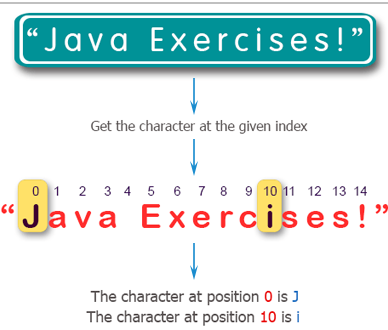 “Java Exercises!”
Get the character at the given index
0 1 2 3 4 5 6 7 8 9 10 11 12 13 14
“Java Exercises!”
The character at position 0 is J
The character at position 10 is i